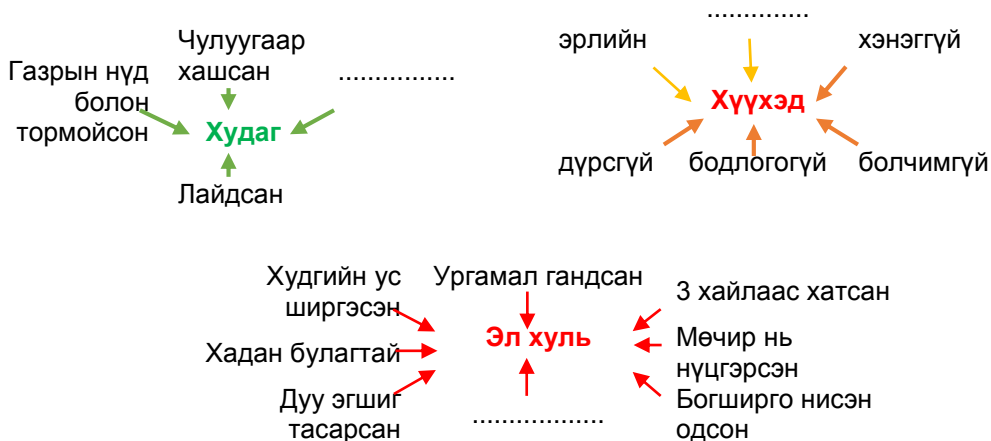 Чулуугаар
хашсан
Газрын нүд
болон
тормойсон
................
Худаг
Лайдсан
..............
эрлийн
хэнэггүй
Хүүхэд
дүрсгүй
бодлогогүй
болчимгүй
Худгийн ус
ширгэсэн
Ургамал гандсан
3 хайлаас хатсан
Эл хуль
Хадан булагтай
Мөчир нь
нүцгэрсэн
Дуу эгшиг
тасарсан
................
Богширго нисэн
одсон